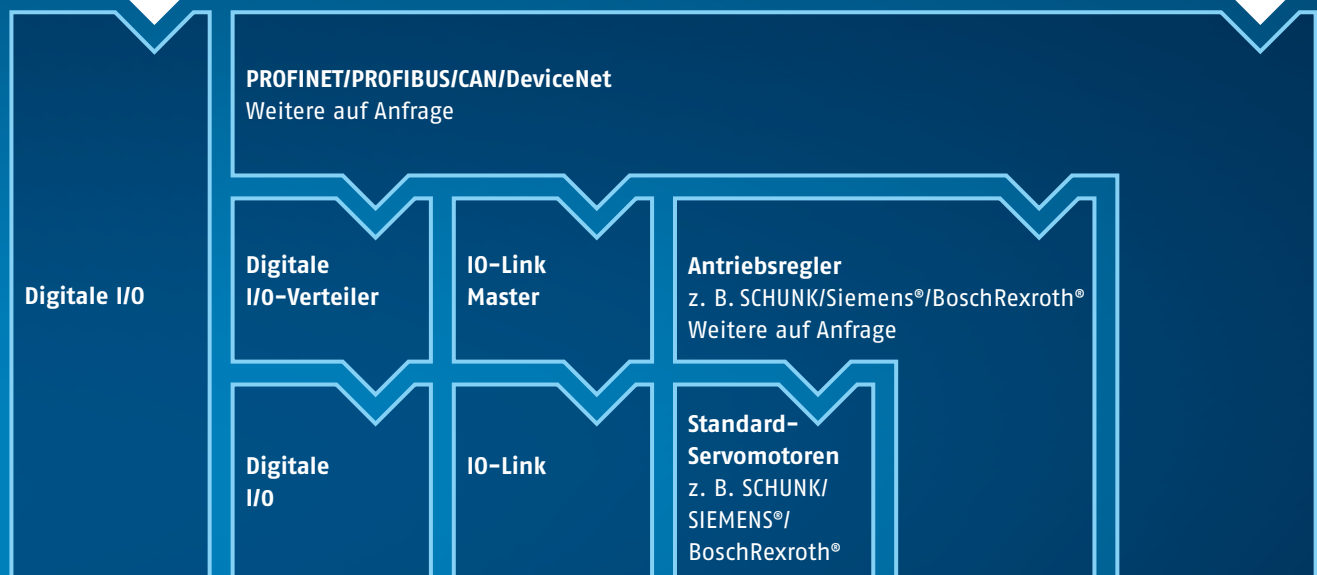 PROFINET/PROFIBUS/CAN/DeviceNet
Weitere auf Anfrage
Digitale I/O
Digitale
I/O-Verteiler
IO-Link
Master
Antriebsregler
z. B. SCHUNK/Siemens®/BoschRexroth®
Weitere auf Anfrage
Digitale
I/O
IO-Link
Standard-
Servomotoren
z. B. SCHUNK/
SIEMENS®/
BoschRexroth®